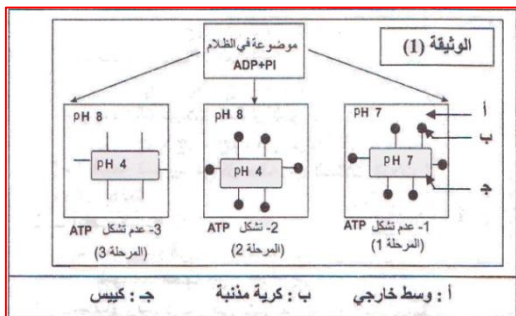 الوثيقة (1)
موضوعة في الظلام
ADP+PI
pH 7
أ
ب
pH 7
جـ
1- عدم تشكل ATP
(المرحلة 1)
pH 8
pH 4
2- تشكل ATP
(المرحلة 2)
pH 8
pH 4
3- عدم تشكل ATP
(المرحلة 3)
أ : وسط خارجي ب : كرية مذنبة جـ : كييس